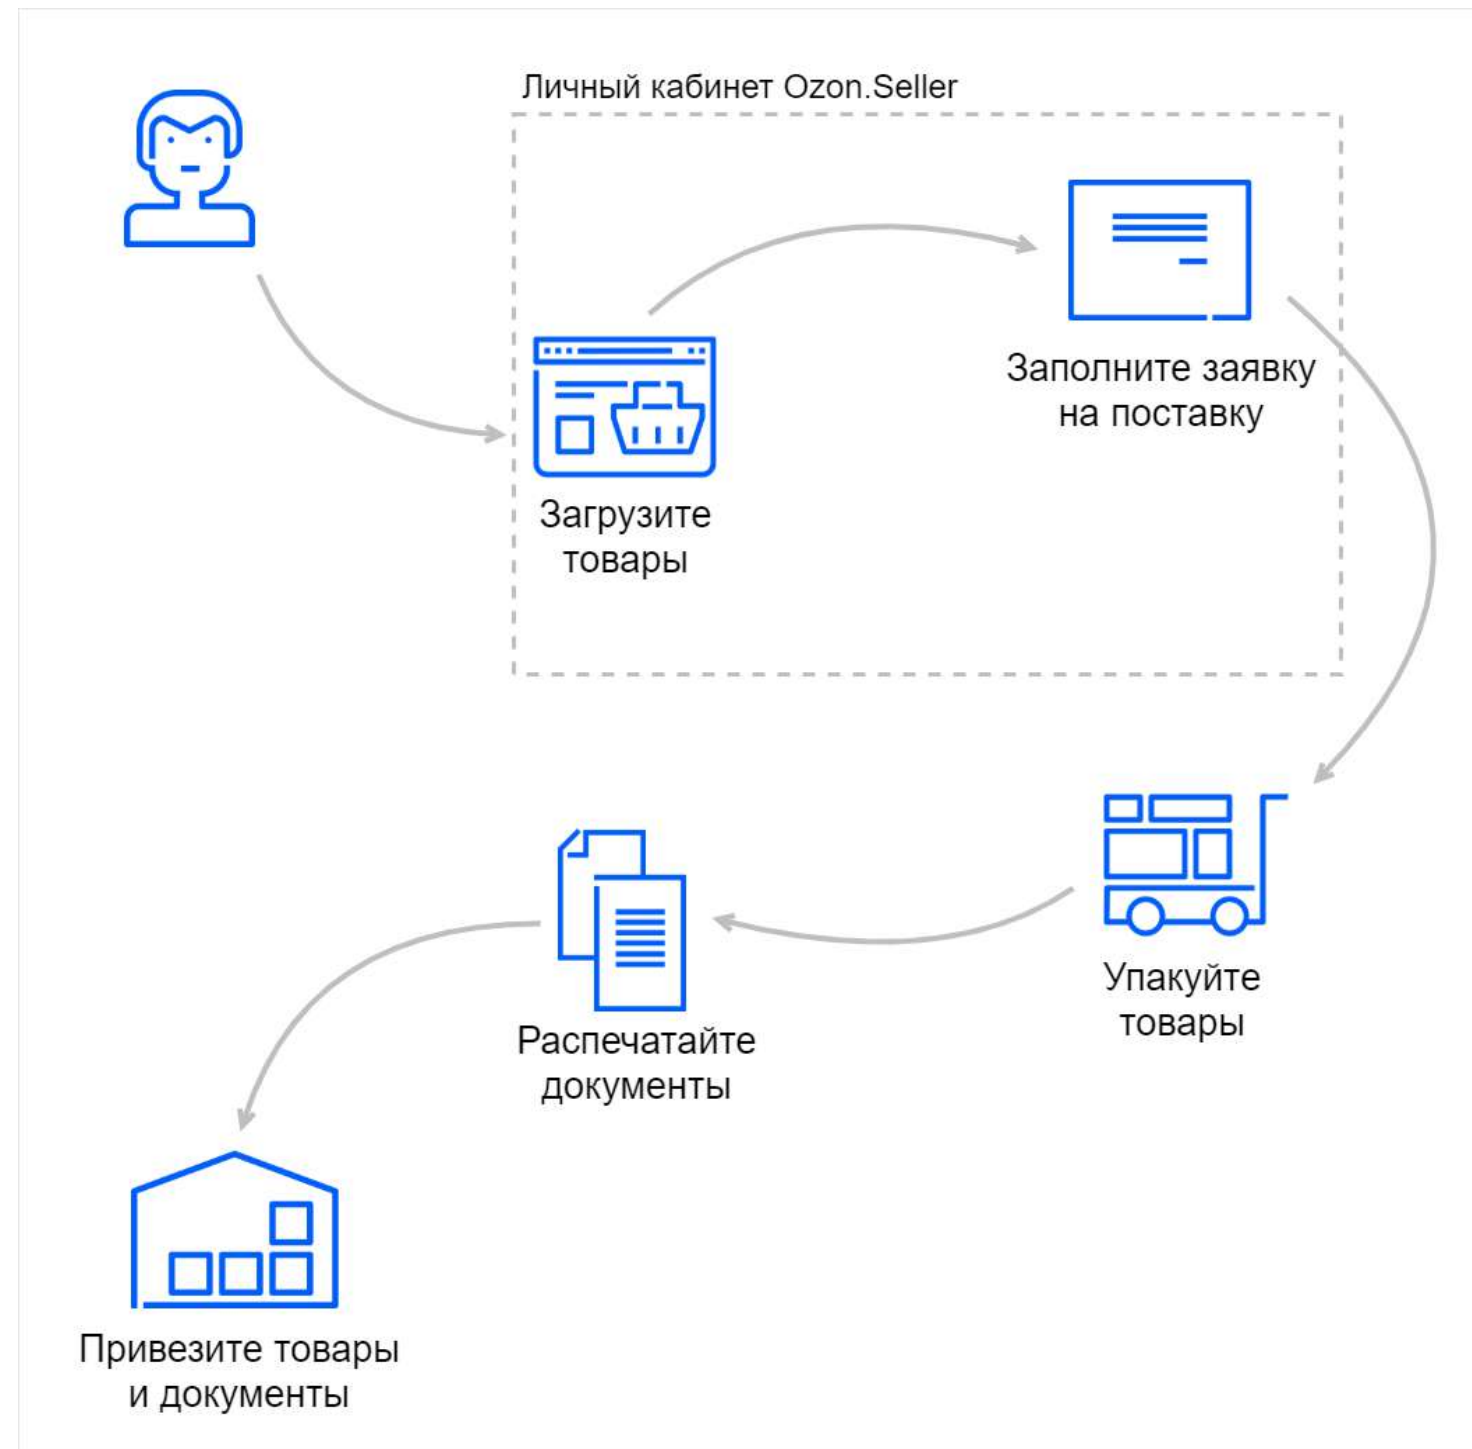 Личный кабинет Ozon.Seller
Заполните заявку
на поставку
Загрузите
товары
Упакуйте
товары
Распечатайте
документы
Привезите товары
и документы